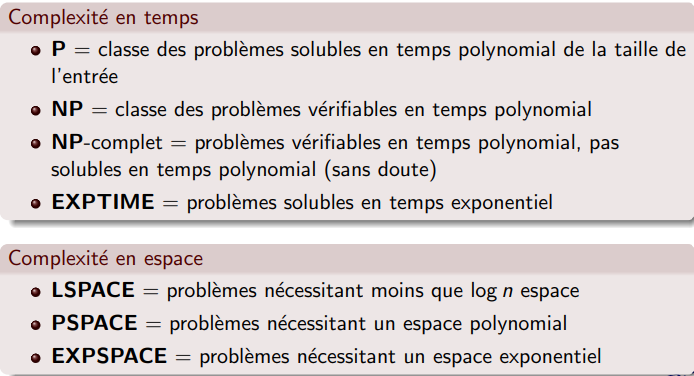 Complexité en temps
P = classe des problèmes solubles en temps polynomial de la taille de
l'entrée
NP = classe des problèmes vérifiables en temps polynomial
NP-complet = problèmes vérifiables en temps polynomial, pas
solubles en temps polynomial (sans doute)
EXPTIME = problèmes solubles en temps exponentiel
Complexité en espace
LSPACE = problèmes nécessitant moins que log n espace
PSPACE = problèmes nécessitant un espace polynomial
EXPSPACE = problèmes nécessitant un espace exponentiel